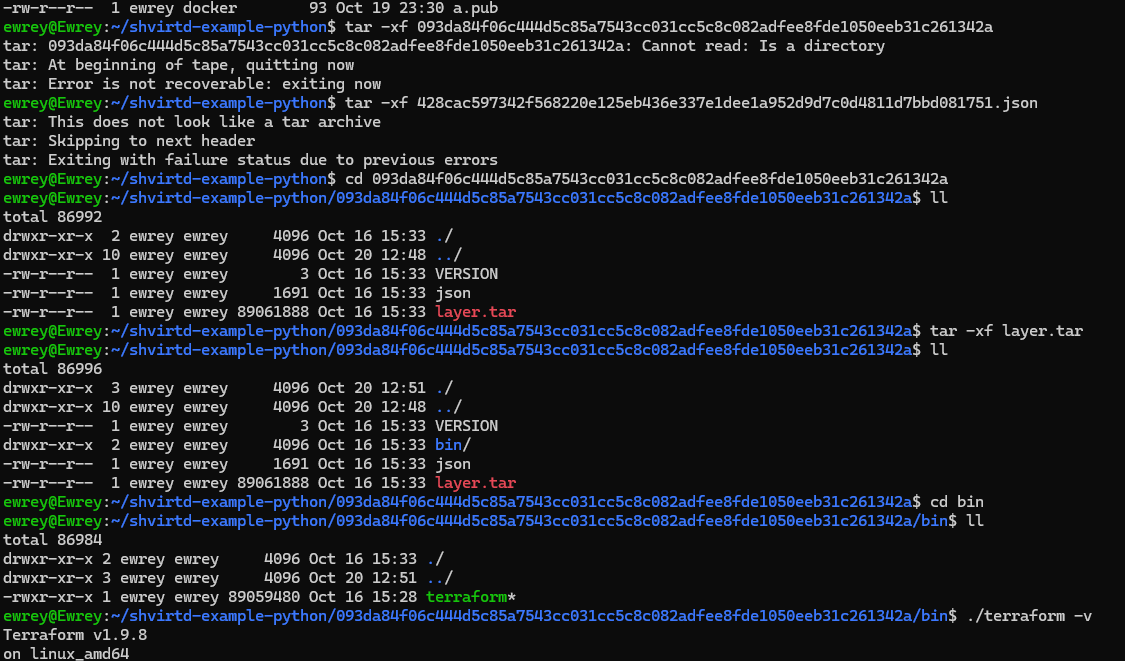 -rw-r--r--  1 ewrey docker        93 Oct 19 23:30 a.pub
ewrey@Ewrey:~/shvirtd-example-python$ tar -xf 093da84f06c444d5c85a7543cc031cc5c8c082adfee8fde1050eeb31c261342a
tar: 093da84f06c444d5c85a7543cc031cc5c8c082adfee8fde1050eeb31c261342a: Cannot read: Is a directory
tar: At beginning of tape, quitting now
tar: Error is not recoverable: exiting now
ewrey@Ewrey:~/shvirtd-example-python$ tar -xf 428cac597342f568220e125eb436e337e1dee1a952d9d7c0d4811d7bbd081751.json
tar: This does not look like a tar archive
tar: Skipping to next header
tar: Exiting with failure status due to previous errors
ewrey@Ewrey:~/shvirtd-example-python$ cd 093da84f06c444d5c85a7543cc031cc5c8c082adfee8fde1050eeb31c261342a
ewrey@Ewrey:~/shvirtd-example-python/093da84f06c444d5c85a7543cc031cc5c8c082adfee8fde1050eeb31c261342a$ ll
total 86992
drwxr-xr-x  2 ewrey ewrey     4096 Oct 16 15:33 ./
drwxr-xr-x 10 ewrey ewrey     4096 Oct 20 12:48 ../
-rw-r--r--  1 ewrey ewrey        3 Oct 16 15:33 VERSION
-rw-r--r--  1 ewrey ewrey     1691 Oct 16 15:33 json
-rw-r--r--  1 ewrey ewrey 89061888 Oct 16 15:33 layer.tar
ewrey@Ewrey:~/shvirtd-example-python/093da84f06c444d5c85a7543cc031cc5c8c082adfee8fde1050eeb31c261342a$ tar -xf layer.tar
ewrey@Ewrey:~/shvirtd-example-python/093da84f06c444d5c85a7543cc031cc5c8c082adfee8fde1050eeb31c261342a$ ll
total 86996
drwxr-xr-x  3 ewrey ewrey     4096 Oct 20 12:51 ./
drwxr-xr-x 10 ewrey ewrey     4096 Oct 20 12:48 ../
-rw-r--r--  1 ewrey ewrey        3 Oct 16 15:33 VERSION
drwxr-xr-x  2 ewrey ewrey     4096 Oct 16 15:33 bin/
-rw-r--r--  1 ewrey ewrey     1691 Oct 16 15:33 json
-rw-r--r--  1 ewrey ewrey 89061888 Oct 16 15:33 layer.tar
ewrey@Ewrey:~/shvirtd-example-python/093da84f06c444d5c85a7543cc031cc5c8c082adfee8fde1050eeb31c261342a$ cd bin
ewrey@Ewrey:~/shvirtd-example-python/093da84f06c444d5c85a7543cc031cc5c8c082adfee8fde1050eeb31c261342a/bin$ ll
total 86984
drwxr-xr-x 2 ewrey ewrey     4096 Oct 16 15:33 ./
drwxr-xr-x 3 ewrey ewrey     4096 Oct 20 12:51 ../
-rwxr-xr-x 1 ewrey ewrey 89059480 Oct 16 15:28 terraform*
ewrey@Ewrey:~/shvirtd-example-python/093da84f06c444d5c85a7543cc031cc5c8c082adfee8fde1050eeb31c261342a/bin$ ./terraform -v
Terraform v1.9.8
on linux_amd64